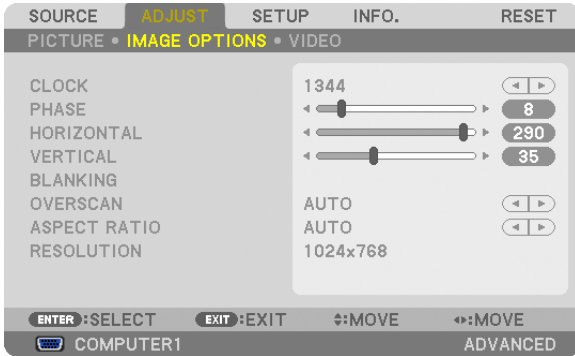 SOURCE ADJUST SETUP INFO. RESET
PICTURE • IMAGE OPTIONS • VIDEO
CLOCK 1344
PHASE 8
HORIZONTAL 290
VERTICAL 35
BLANKING
OVERSCAN AUTO
ASPECT RATIO AUTO
RESOLUTION 1024x768
ENTER :SELECT EXIT :EXIT :MOVE :MOVE
COMPUTER1 ADVANCED